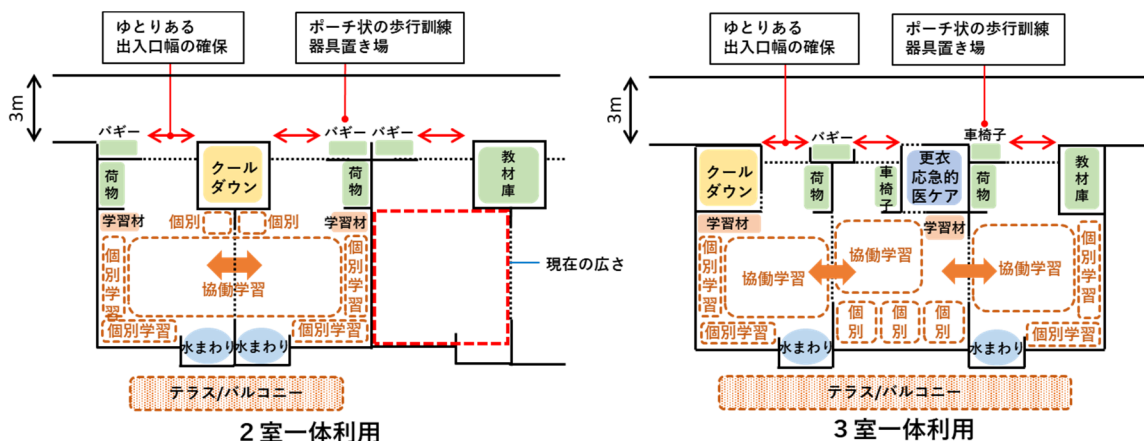 ゆとりある
出入口幅の確保
ポーチ状の歩行訓練
器具置き場
3m
バギー
バギー
バギー
荷物
クール
ダウン
荷物
教材庫
学習材
個別
個別
学習材
個別学習
協働学習
個別学習
現在の広さ
個別学習
水まわり
水まわり
個別学習
テラス/バルコニー
２室一体利用
ゆとりある
出入口幅の確保
ポーチ状の歩行訓練
器具置き場
3m
バギー
車椅子
クール
ダウン
荷物
車椅子
更衣
応急的
医ケア
荷物
教材庫
学習材
学習材
個別学習
協働学習
協働学習
協働学習
個別学習
個別学習
個別
個別
個別
個別学習
水まわり
水まわり
テラス/バルコニー
３室一体利用